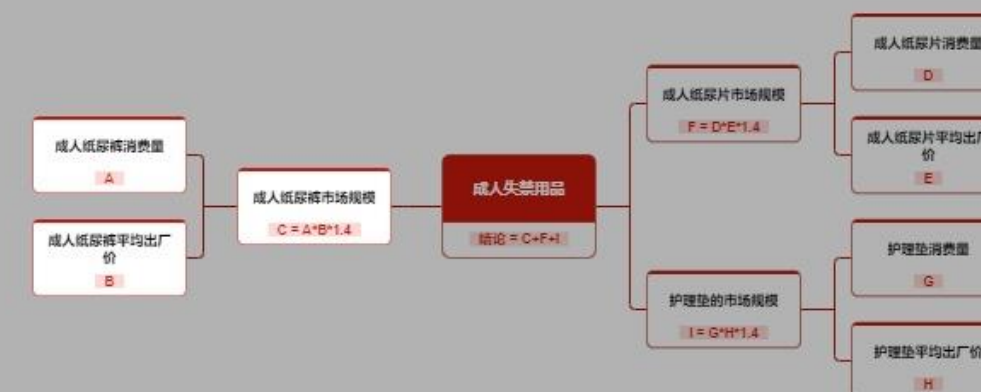 成人纸尿片消费量
D
成人纸尿片市场规模
F = D*E*1.4
成人纸尿片平均出厂
价
E
成人纸尿裤消费量
A
成人纸尿裤市场规模
C = A*B*1.4
成人失禁用品
结论 = C+F+I
成人纸尿裤平均出厂
价
B
护理垫消费量
G
护理垫的市场规模
I = G*H*1.4
护理垫平均出厂价
H